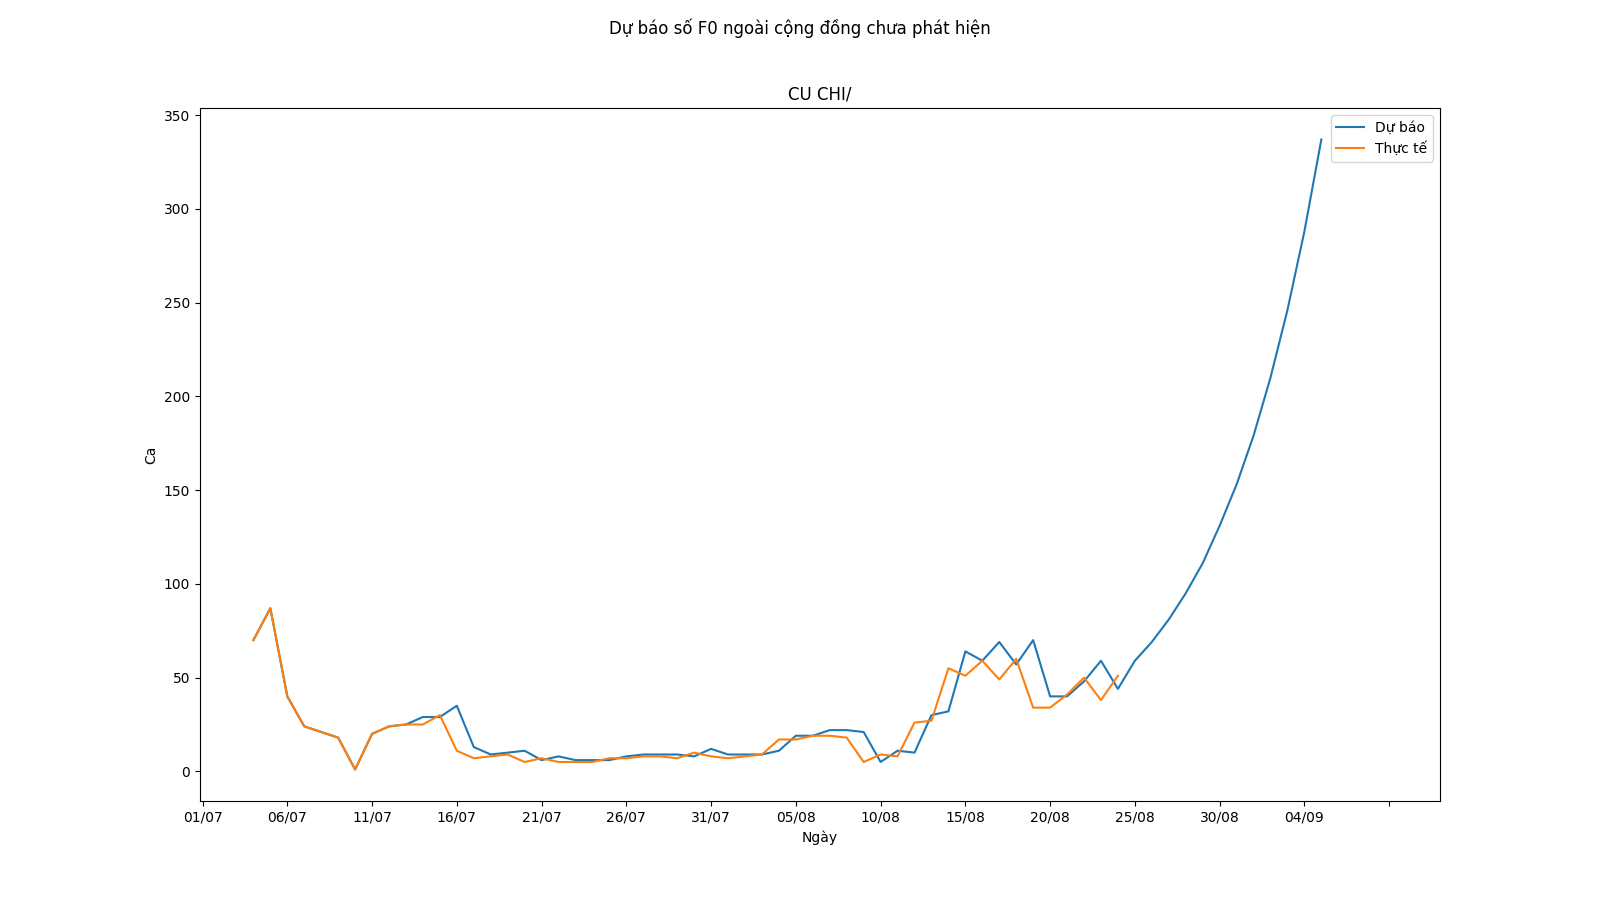 Dự báo số F0 ngoài cộng đồng chưa phát hiện
CU CHI/
Dự báo
Thực tế
350
300
250
200
150
100
50
0
Ca
01/07 06/07 11/07 16/07 21/07 26/07 31/07 05/08 10/08 15/08 20/08 25/08 30/08 04/09
Ngày